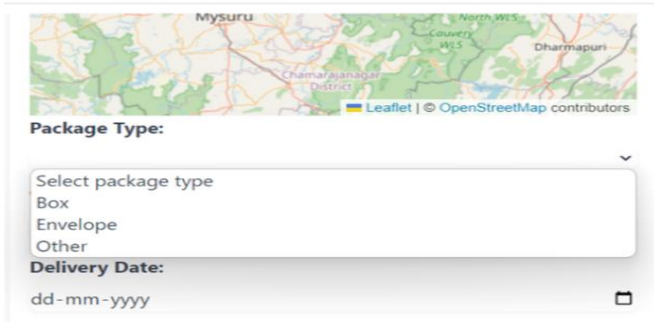 Mysuru
North WLS
Cauvery
WLS
Dharmapuri
Chamarajanagar
District
Leaflet | © OpenStreetMap contributors
Package Type:
Select package type
Box
Envelope
Other
Delivery Date:
dd-mm-yyyy